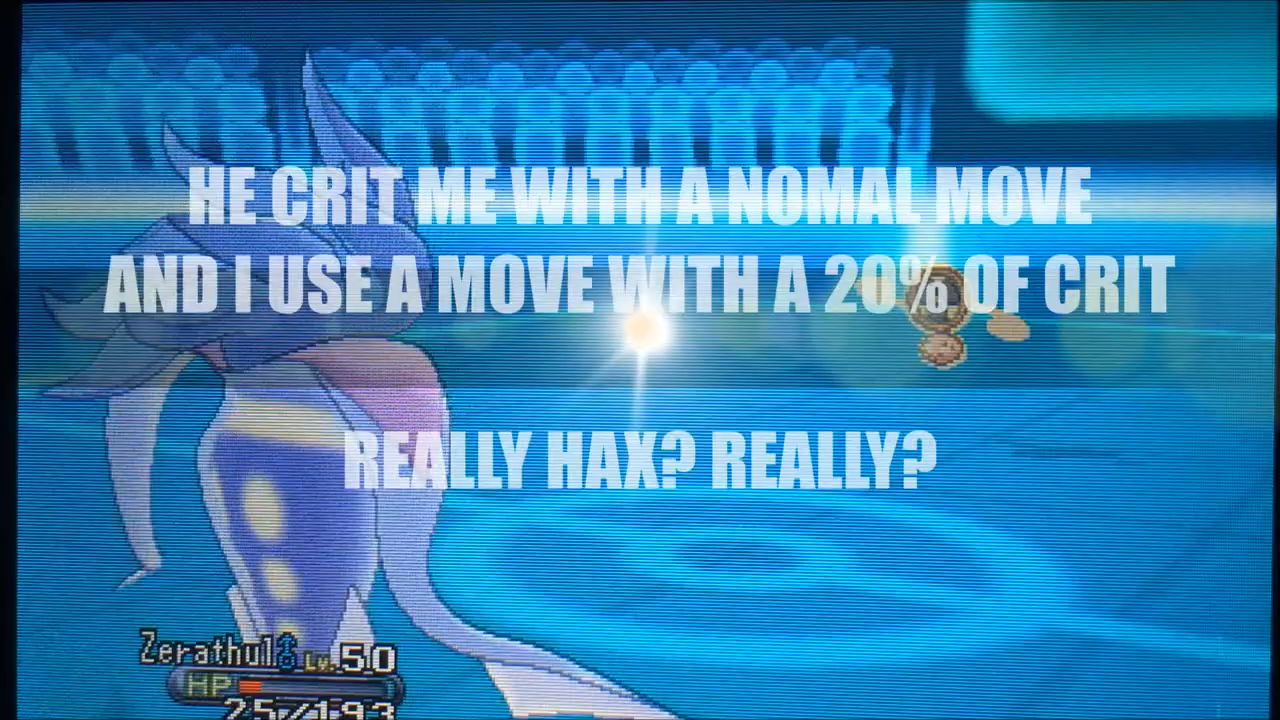 HE CRIT ME WITH A NOMAL MOVE
AND I USE A MOVE WITH A 20% OF CRIT
REALLY HAX? REALLY?
Zerathul♂ Lv.50
HP
25/193